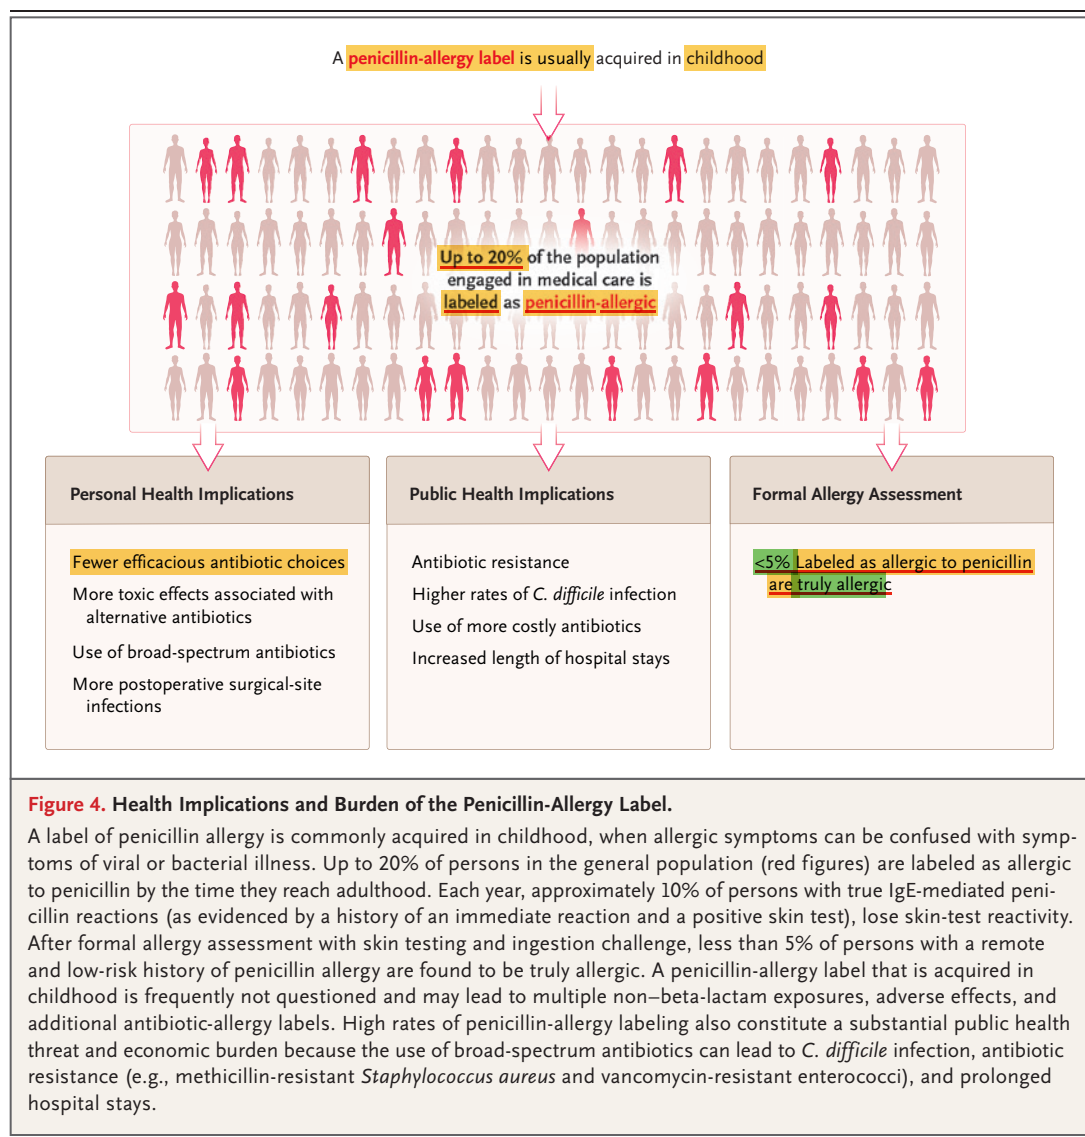 A penicillin-allergy label is usually acquired in childhood
Up to 20% of the population
engaged in medical care is
labeled as penicillin-allergic
Personal Health Implications
Fewer efficacious antibiotic choices
More toxic effects associated with
alternative antibiotics
Use of broad-spectrum antibiotics
More postoperative surgical-site
infections
Public Health Implications
Antibiotic resistance
Higher rates of C. difficile infection
Use of more costly antibiotics
Increased length of hospital stays
Formal Allergy Assessment
<5% Labeled as allergic to penicillin
are truly allergic
Figure 4. Health Implications and Burden of the Penicillin-Allergy Label.
A label of penicillin allergy is commonly acquired in childhood, when allergic symptoms can be confused with symp-
toms of viral or bacterial illness. Up to 20% of persons in the general population (red figures) are labeled as allergic
to penicillin by the time they reach adulthood. Each year, approximately 10% of persons with true IgE-mediated peni-
cillin reactions (as evidenced by a history of an immediate reaction and a positive skin test), lose skin-test reactivity.
After formal allergy assessment with skin testing and ingestion challenge, less than 5% of persons with a remote
and low-risk history of penicillin allergy are found to be truly allergic. A penicillin-allergy label that is acquired in
childhood is frequently not questioned and may lead to multiple non–beta-lactam exposures, adverse effects, and
additional antibiotic-allergy labels. High rates of penicillin-allergy labeling also constitute a substantial public health
threat and economic burden because the use of broad-spectrum antibiotics can lead to C. difficile infection, antibiotic
resistance (e.g., methicillin-resistant Staphylococcus aureus and vancomycin-resistant enterococci), and prolonged
hospital stays.